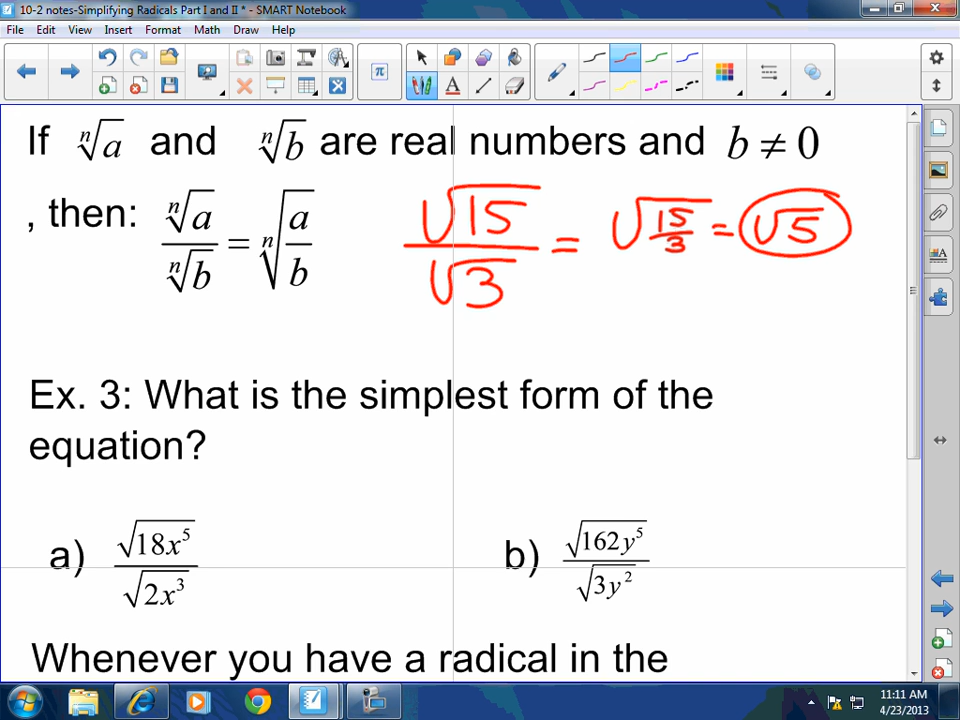 10-2 notes-Simplifying Radicals Part I and II * - SMART Notebook
File Edit View Insert Format Math Draw Help
π
If ⁿ√a and ⁿ√b are real numbers and b ≠ 0
, then: ⁿ√a / ⁿ√b = ⁿ√(a/b) √15 / √3 = √(15/3) = √5
Ex. 3: What is the simplest form of the
equation?
a) √(18x⁵) / √(2x³) b) √(162y⁵) / √(3y²)
Whenever you have a radical in the
11:11 AM
4/23/2013